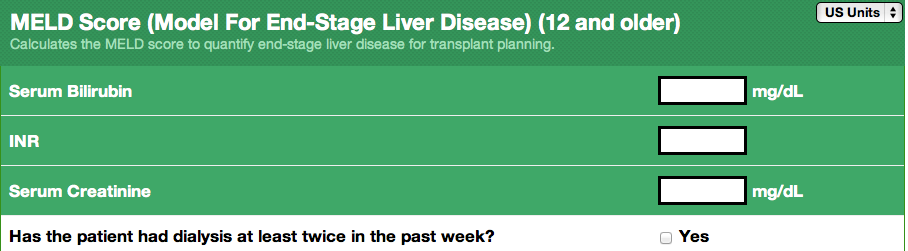 MELD Score (Model For End-Stage Liver Disease) (12 and older)
US Units
Calculates the MELD score to quantify end-stage liver disease for transplant planning.
Serum Bilirubin mg/dL
INR
Serum Creatinine mg/dL
Has the patient had dialysis at least twice in the past week? Yes